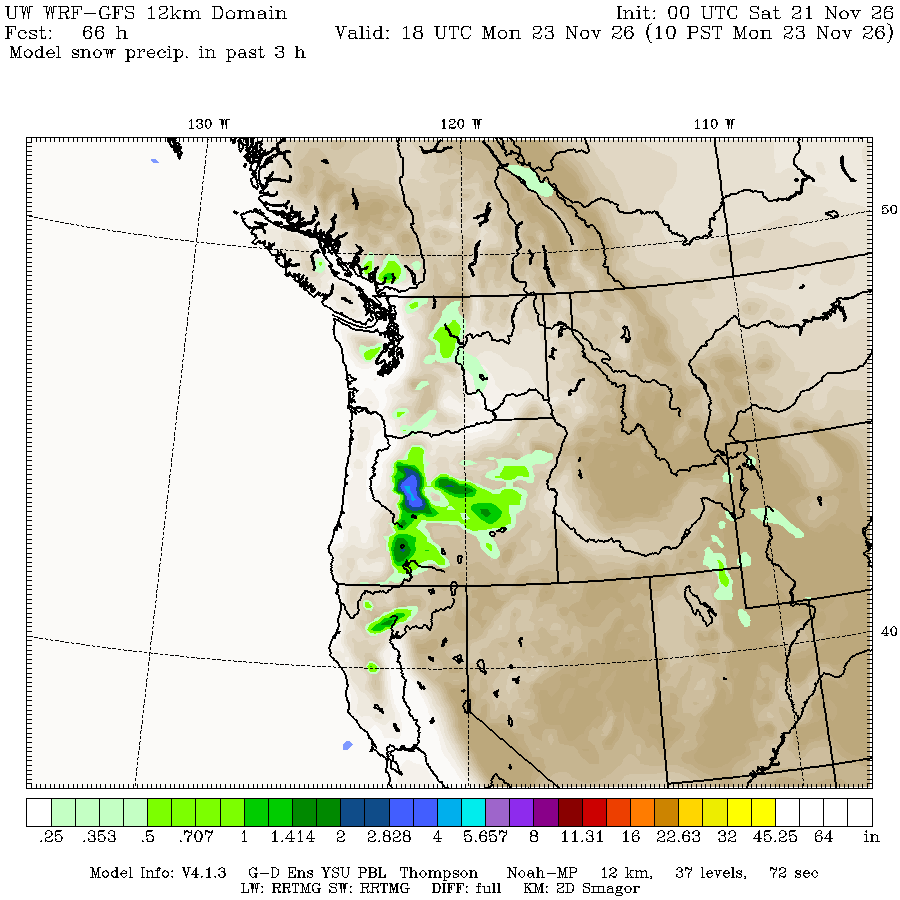 UW WRF-GFS 12km Domain Init: 00 UTC Sat 21 Nov 26
Fcst: 66 h Valid: 18 UTC Mon 23 Nov 26 (10 PST Mon 23 Nov 26)
Model snow precip. in past 3 h
130 W 120 W 110 W
50
40
.25 .353 .5 .707 1 1.414 2 2.828 4 5.657 8 11.31 16 22.63 32 45.25 64 in
Model Info: V4.1.3 G-D Ens YSU PBL Thompson Noah-MP 12 km, 37 levels, 72 sec
LW: RRTMG SW: RRTMG DIFF: full KM: 2D Smagor